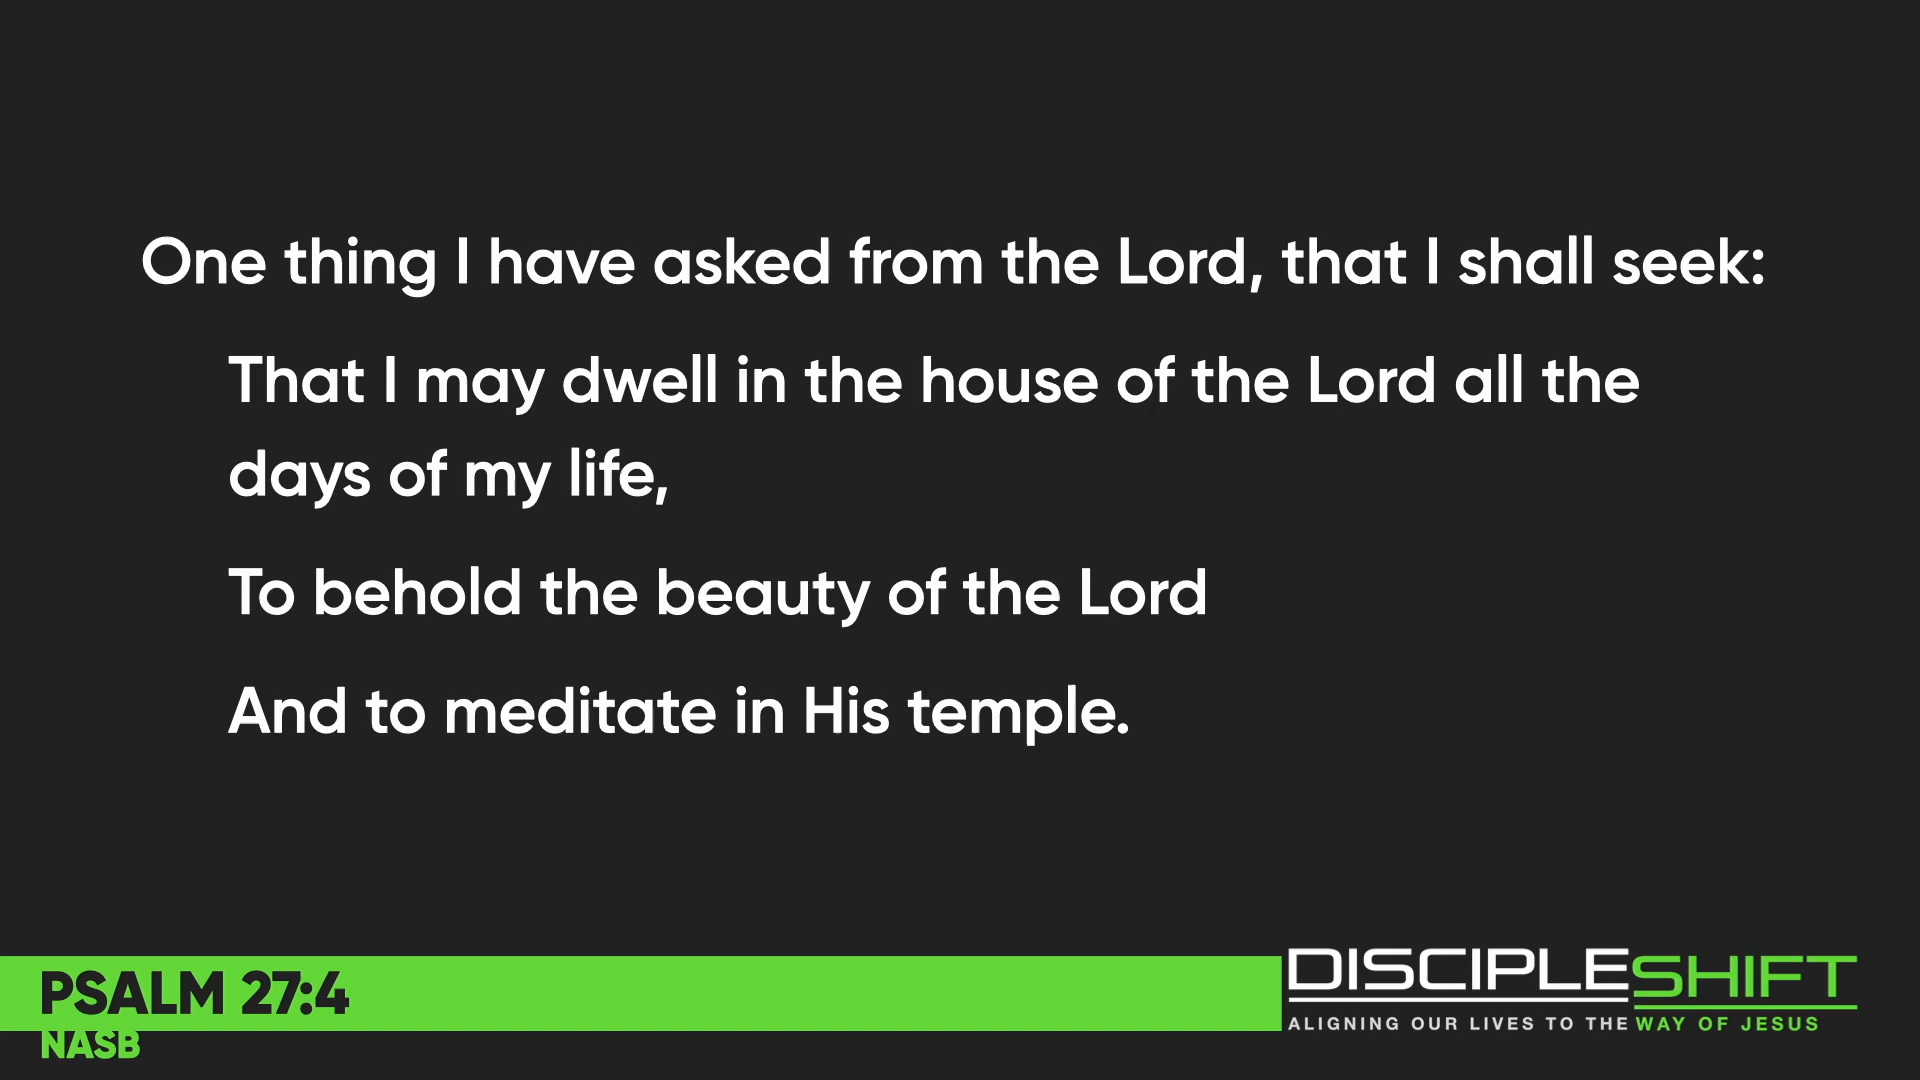 One thing I have asked from the Lord, that I shall seek:
That I may dwell in the house of the Lord all the
days of my life,
To behold the beauty of the Lord
And to meditate in His temple.
PSALM 27:4
NASB
DISCIPLESHIFT
ALIGNING OUR LIVES TO THE WAY OF JESUS